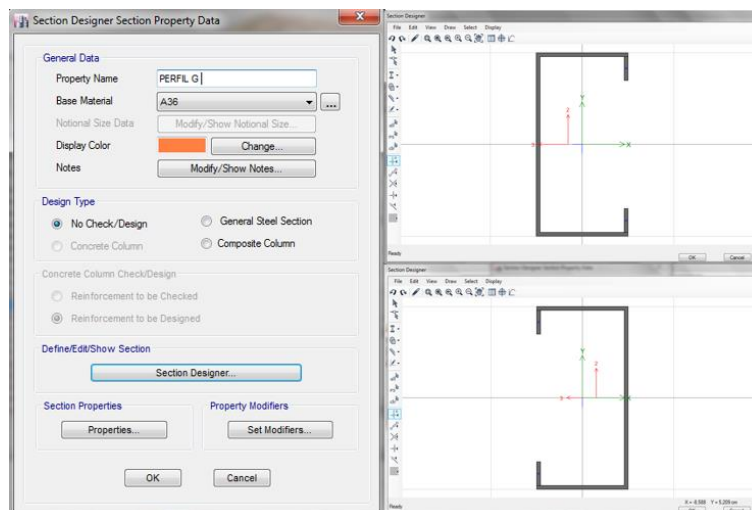 Section Designer Section Property Data
General Data
Property Name PERFIL G
Base Material A36
...
Notional Size Data Modify/Show Notional Size...
Display Color Change...
Notes Modify/Show Notes...
Design Type
No Check/Design
General Steel Section
Concrete Column
Composite Column
Concrete Column Check/Design
Reinforcement to be Checked
Reinforcement to be Designed
Define/Edit/Show Section
Section Designer...
Section Properties
Properties...
Property Modifiers
Set Modifiers...
OK Cancel
Section Designer
File Edit View Draw Select Display
Y
2
X
Ready
OK Cancel
Section Designer
File Edit View Draw Select Display
Y
2
3
X
Ready